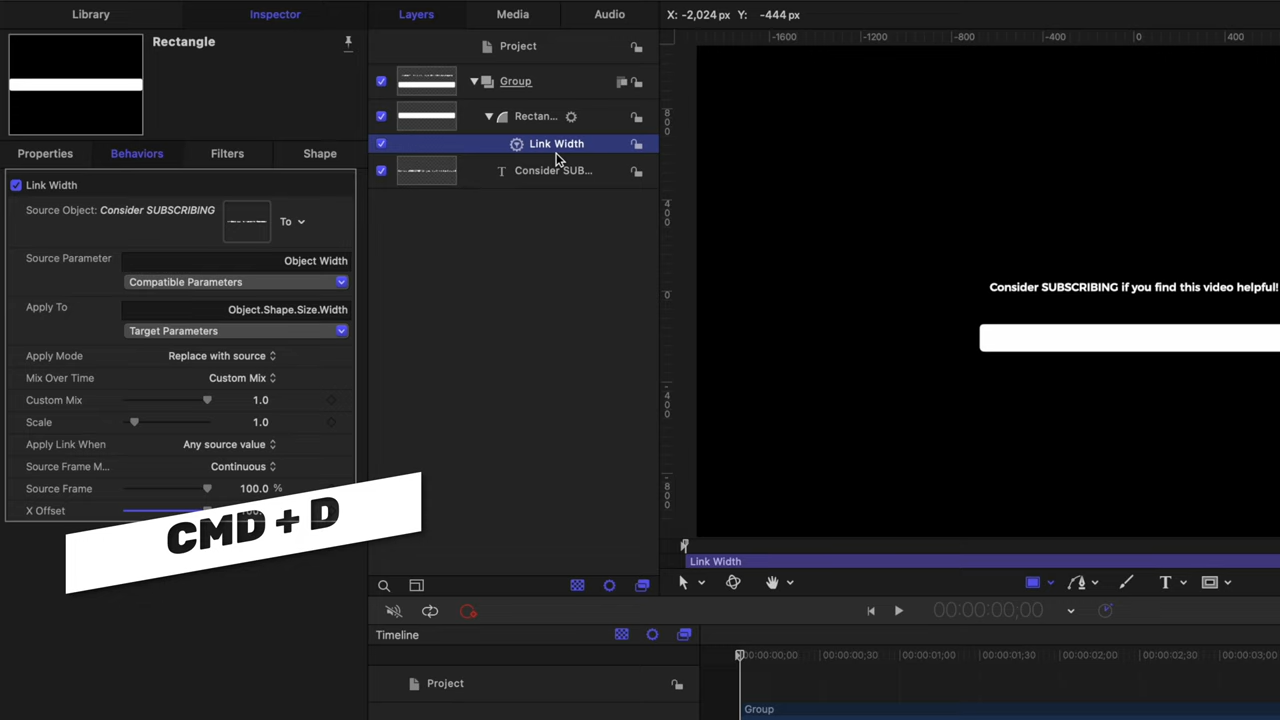 Library
Inspector
Rectangle
Properties
Behaviors
Filters
Shape
Link Width
Source Object: Consider SUBSCRIBING
To
Source Parameter
Object Width
Compatible Parameters
Apply To
Object.Shape.Size.Width
Target Parameters
Apply Mode
Replace with source
Mix Over Time
Custom Mix
Custom Mix
1.0
Scale
1.0
Apply Link When
Any source value
Source Frame M...
Continuous
Source Frame
100.0 %
X Offset
CMD + D
Layers
Media
Audio
Project
Group
Rectan...
Link Width
Consider SUB...
X: -2,024 px Y: -444 px
-1600
-1200
-800
-400
0
400
800
400
0
-400
-800
Consider SUBSCRIBING if you find this video helpful!
Link Width
T
00:00:00;00
Timeline
00:00:00;00
00:00:00;30
00:00:01;00
00:00:01;30
00:00:02;00
00:00:02;30
00:00:03;00
Project
Group